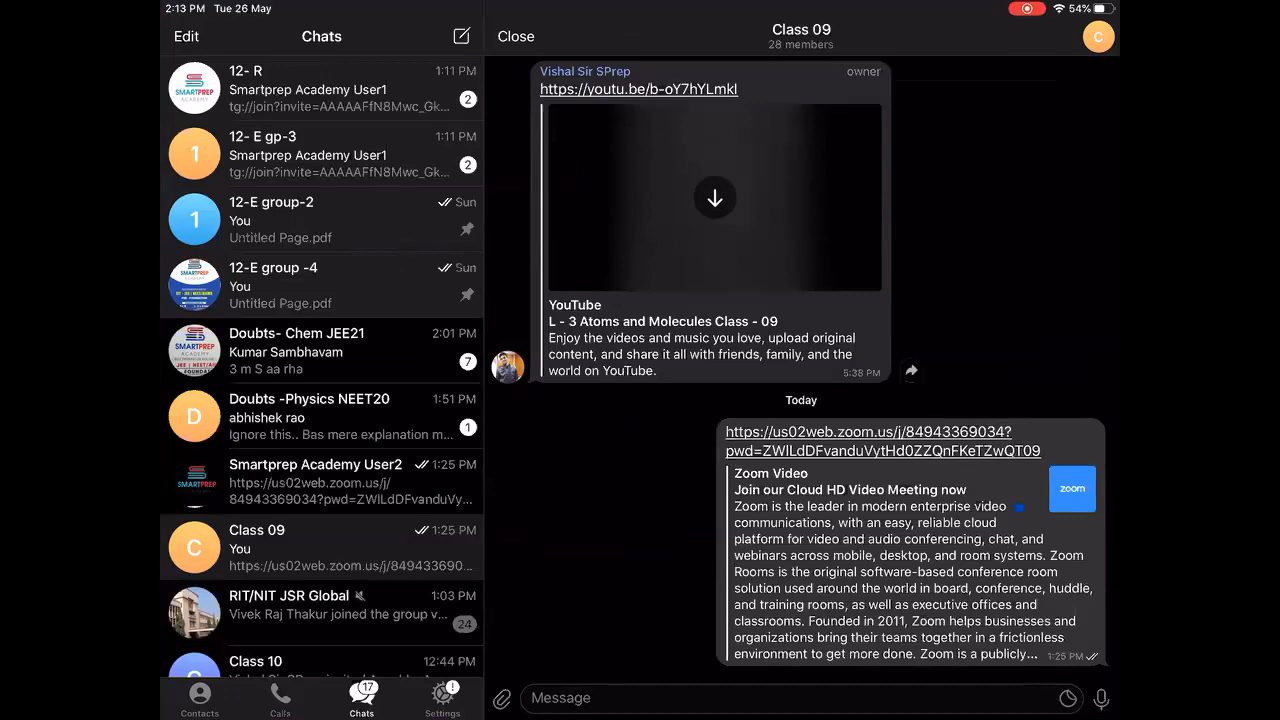 2:13 PM Tue 26 May
54%
Edit
Chats
12- R
1:11 PM
Smartprep Academy User1
tg://join?invite=AAAAAFfN8Mwc_Gk...
2
12- E gp-3
1:11 PM
Smartprep Academy User1
tg://join?invite=AAAAAFfN8Mwc_Gk...
2
1
12-E group-2
Sun
You
Untitled Page.pdf
1
12-E group -4
Sun
You
Untitled Page.pdf
Doubts- Chem JEE21
2:01 PM
Kumar Sambhavam
3 m S aa rha
7
Doubts -Physics NEET20
1:51 PM
abhishek rao
Ignore this.. Bas mere explanation m...
1
D
Smartprep Academy User2
1:25 PM
https://us02web.zoom.us/j/
84943369034?pwd=ZWlLdDFvanduVy...
Class 09
1:25 PM
You
https://us02web.zoom.us/j/849433690...
C
RIT/NIT JSR Global
1:03 PM
Vivek Raj Thakur joined the group v...
24
Class 10
12:44 PM
17
Contacts
Calls
Chats
Settings
Close
Class 09
28 members
C
Vishal Sir SPrep
owner
https://youtu.be/b-oY7hYLmkI
YouTube
L - 3 Atoms and Molecules Class - 09
Enjoy the videos and music you love, upload original
content, and share it all with friends, family, and the
world on YouTube.
5:38 PM
Today
https://us02web.zoom.us/j/84943369034?
pwd=ZWlLdDFvanduVytHd0ZZQnFKeTZwQT09
Zoom Video
Join our Cloud HD Video Meeting now
zoom
Zoom is the leader in modern enterprise video
communications, with an easy, reliable cloud
platform for video and audio conferencing, chat, and
webinars across mobile, desktop, and room systems. Zoom
Rooms is the original software-based conference room
solution used around the world in board, conference, huddle,
and training rooms, as well as executive offices and
classrooms. Founded in 2011, Zoom helps businesses and
organizations bring their teams together in a frictionless
environment to get more done. Zoom is a publicly...
1:25 PM
Message
SMARTPREP
ACADEMY